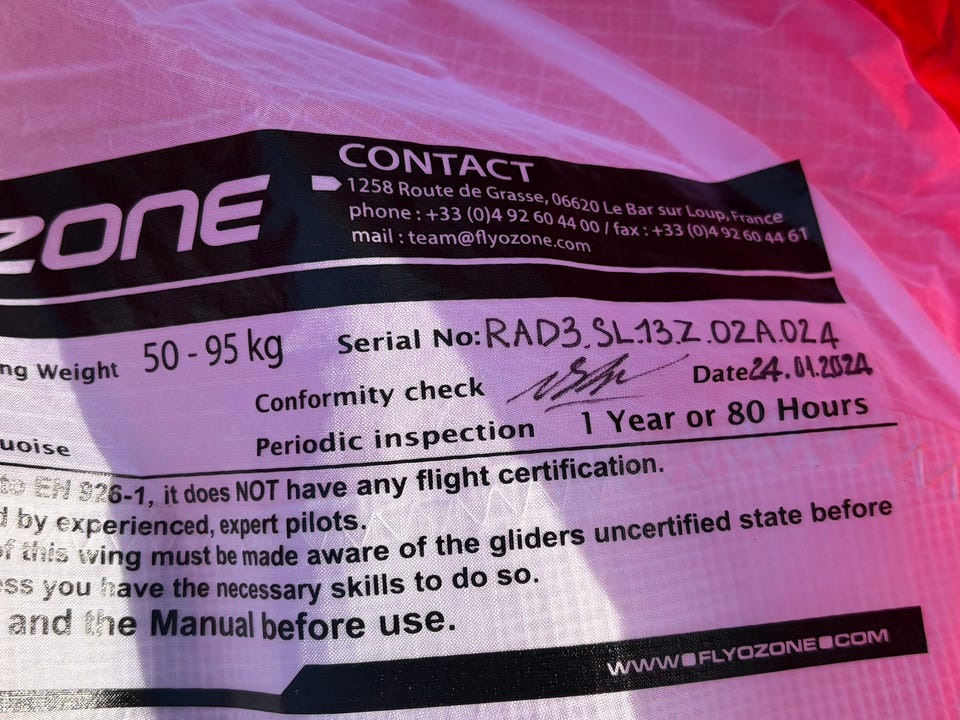 ZONE
CONTACT
1258 Route de Grasse, 06620 Le Bar sur Loup, France
phone : +33 (0)4 92 60 44 00 / fax : +33 (0)4 92 60 44 61
mail : team@flyozone.com
ng Weight 50 - 95 kg Serial No: RAD3.SL.13.Z.02A.024
Conformity check Date 24.01.2024
uoise Periodic inspection 1 Year or 80 Hours
to EN 926-1, it does NOT have any flight certification.
d by experienced, expert pilots.
of this wing must be made aware of the gliders uncertified state before
ss you have the necessary skills to do so.
and the Manual before use.
WWW.FLYOZONE.COM